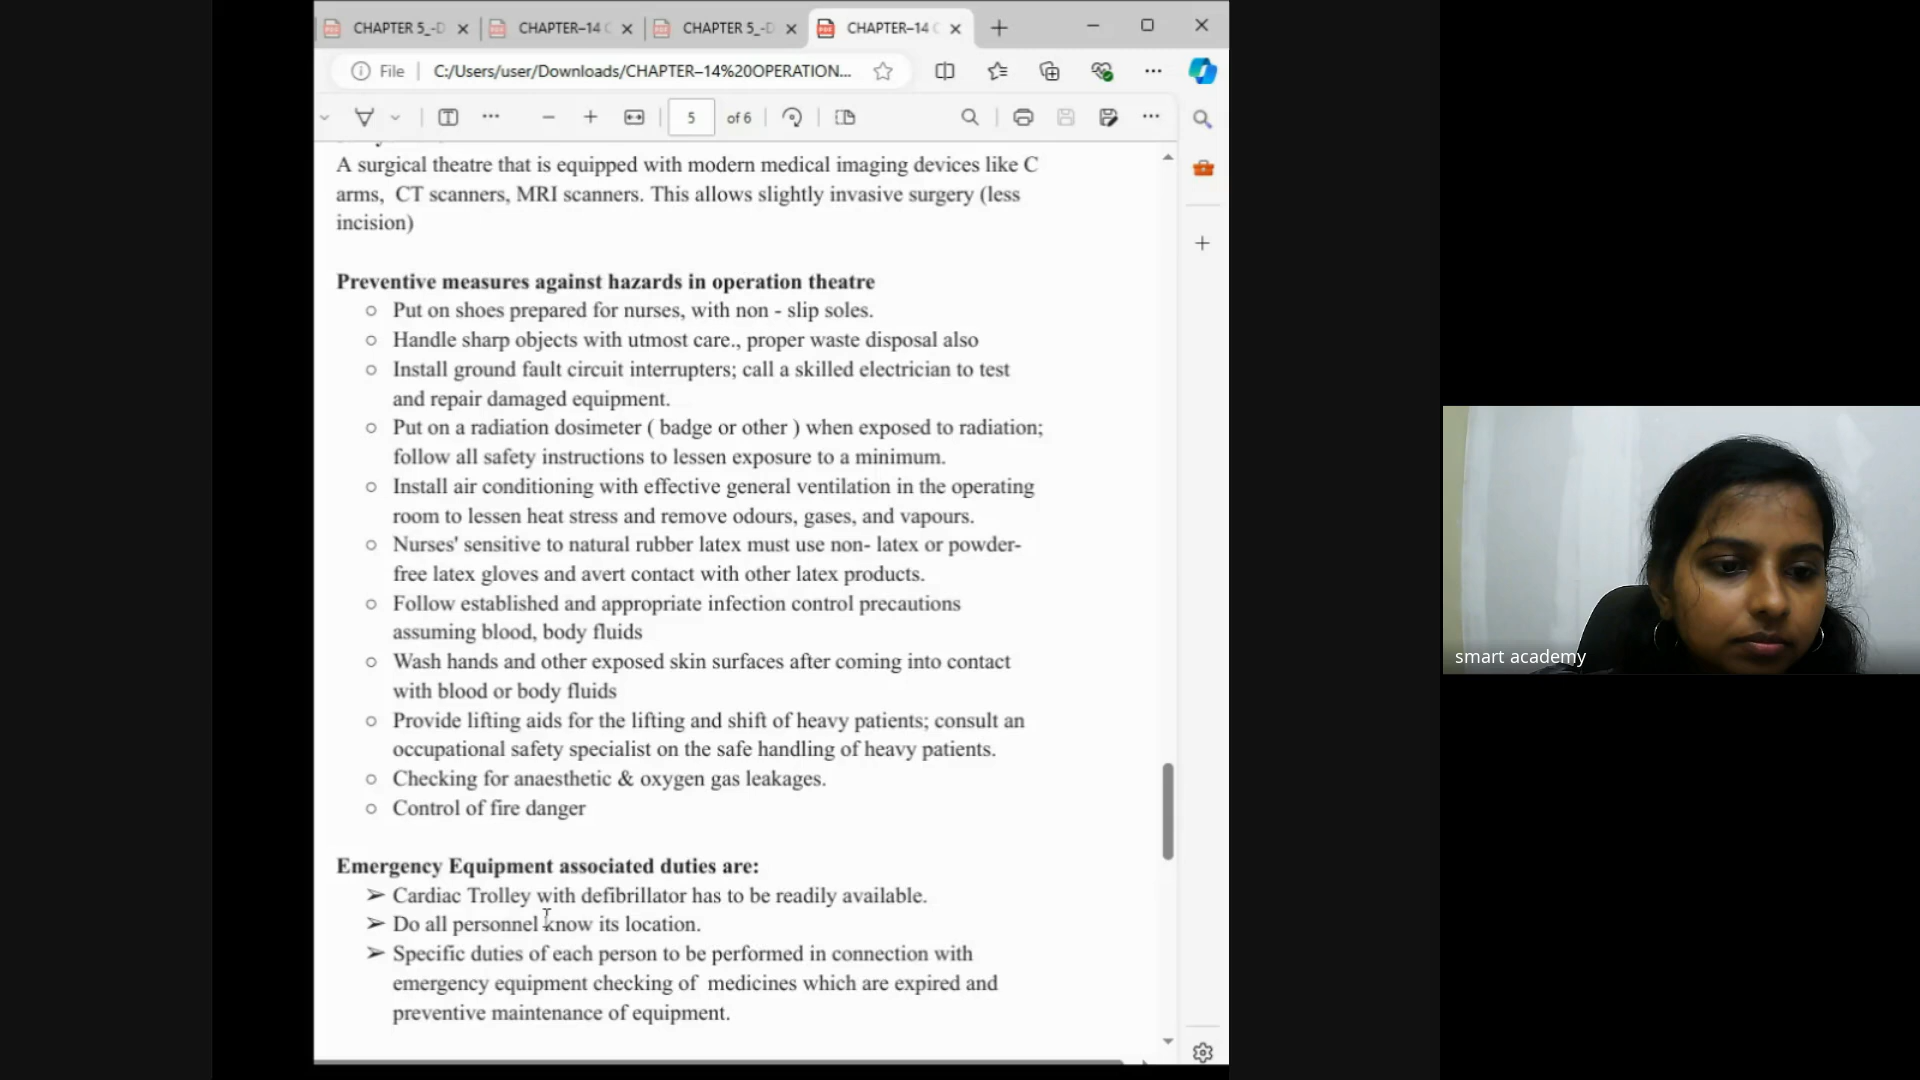 CHAPTER 5_-D
CHAPTER–14
CHAPTER 5_-D
CHAPTER–14
File
C:/Users/user/Downloads/CHAPTER–14%20OPERATION...
5
of 6
A surgical theatre that is equipped with modern medical imaging devices like C
arms, CT scanners, MRI scanners. This allows slightly invasive surgery (less
incision)
Preventive measures against hazards in operation theatre
○ Put on shoes prepared for nurses, with non - slip soles.
○ Handle sharp objects with utmost care., proper waste disposal also
○ Install ground fault circuit interrupters; call a skilled electrician to test
and repair damaged equipment.
○ Put on a radiation dosimeter ( badge or other ) when exposed to radiation;
follow all safety instructions to lessen exposure to a minimum.
○ Install air conditioning with effective general ventilation in the operating
room to lessen heat stress and remove odours, gases, and vapours.
○ Nurses' sensitive to natural rubber latex must use non- latex or powder-
free latex gloves and avert contact with other latex products.
○ Follow established and appropriate infection control precautions
assuming blood, body fluids
○ Wash hands and other exposed skin surfaces after coming into contact
with blood or body fluids
○ Provide lifting aids for the lifting and shift of heavy patients; consult an
occupational safety specialist on the safe handling of heavy patients.
○ Checking for anaesthetic & oxygen gas leakages.
○ Control of fire danger
Emergency Equipment associated duties are:
➢ Cardiac Trolley with defibrillator has to be readily available.
➢ Do all personnel know its location.
➢ Specific duties of each person to be performed in connection with
emergency equipment checking of medicines which are expired and
preventive maintenance of equipment.
smart academy